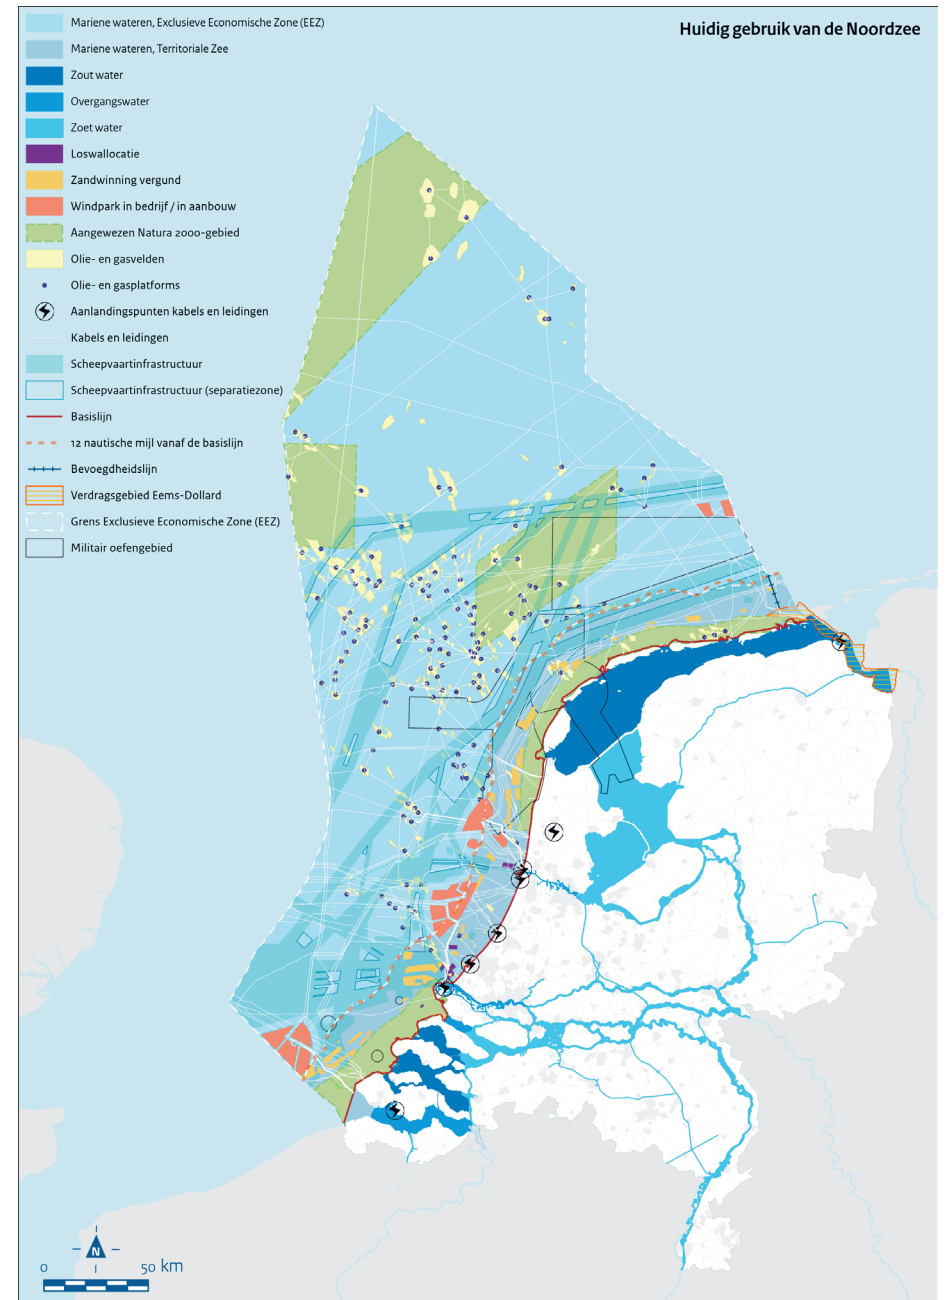 Huidig gebruik van de Noordzee
Mariene wateren, Exclusieve Economische Zone (EEZ)
Mariene wateren, Territoriale Zee
Zout water
Overgangswater
Zoet water
Loswallocatie
Zandwinning vergund
Windpark in bedrijf / in aanbouw
Aangewezen Natura 2000-gebied
Olie- en gasvelden
Olie- en gasplatforms
Aanlandingspunten kabels en leidingen
Kabels en leidingen
Scheepvaartinfrastructuur
Scheepvaartinfrastructuur (separatiezone)
Basislijn
12 nautische mijl vanaf de basislijn
Bevoegdheidslijn
Verdragsgebied Eems-Dollard
Grens Exclusieve Economische Zone (EEZ)
Militair oefengebied
N
0 50 km